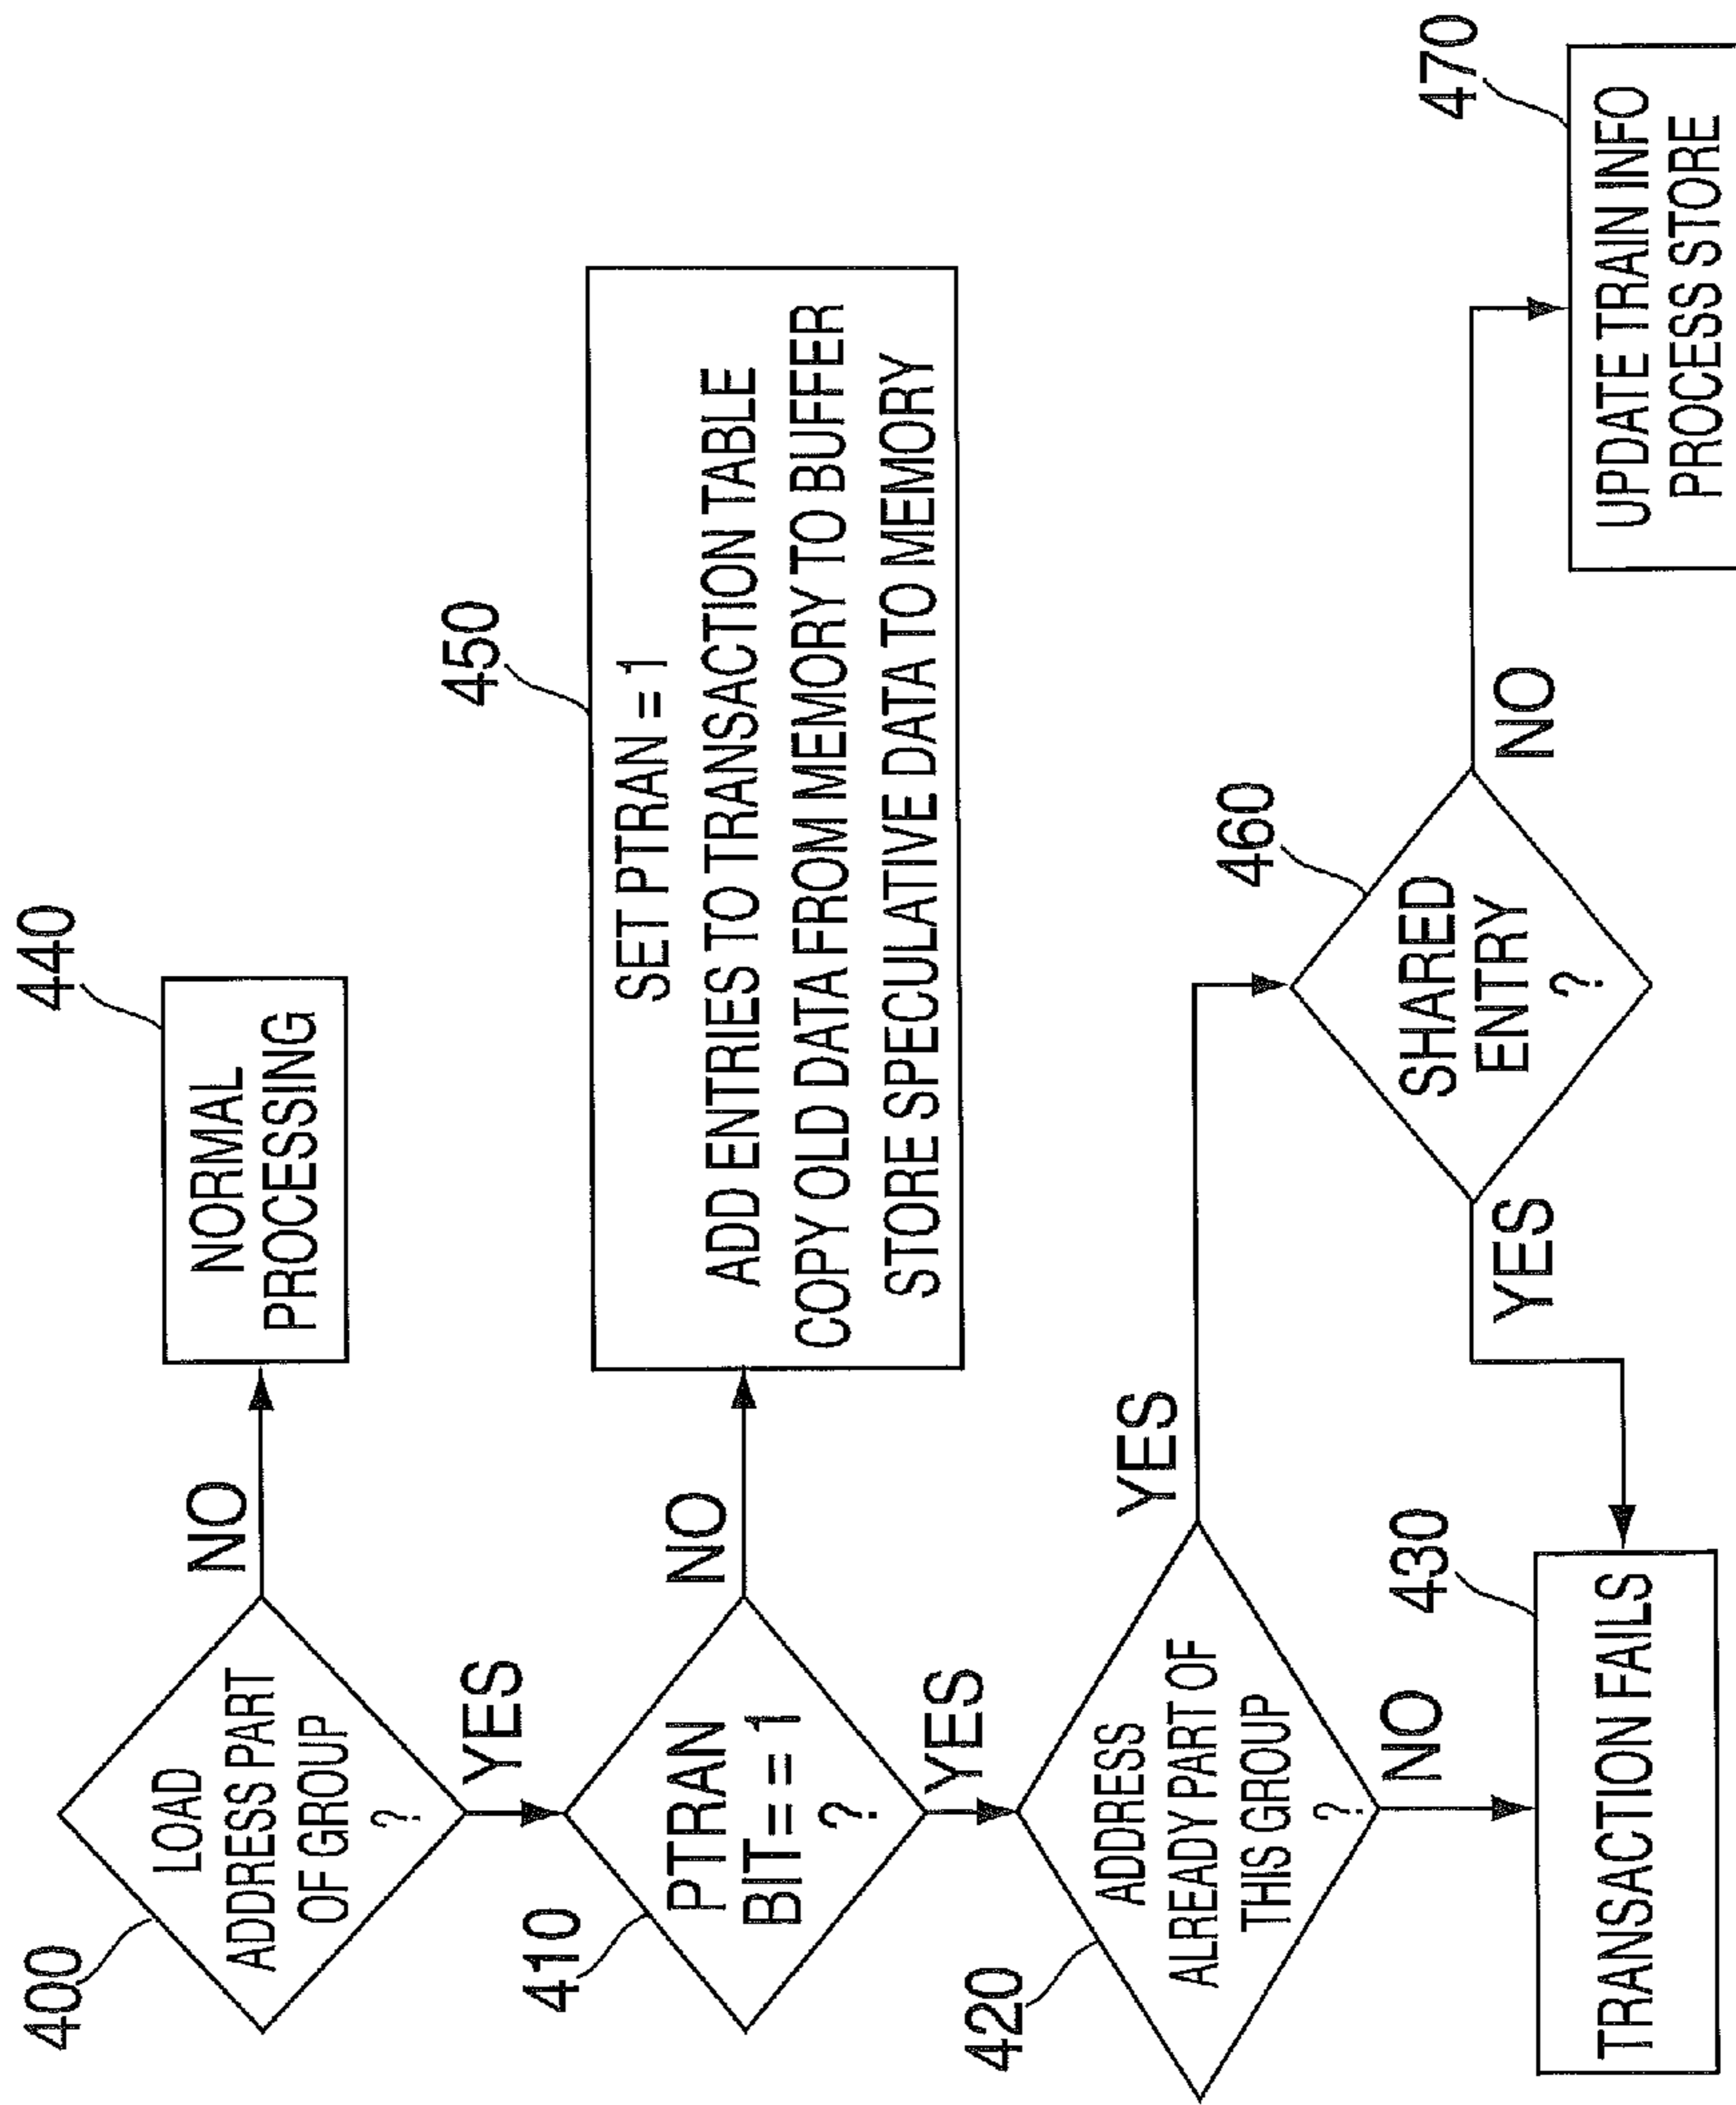 400
LOAD
ADDRESS PART
OF GROUP
?
NO
440
NORMAL
PROCESSING
YES
410
PTRAN
BIT = = 1
?
NO
450
SET PTRAN = 1
ADD ENTRIES TO TRANSACTION TABLE
COPY OLD DATA FROM MEMORY TO BUFFER
STORE SPECULATIVE DATA TO MEMORY
YES
420
ADDRESS
ALREADY PART OF
THIS GROUP
?
YES
460
SHARED
ENTRY
?
NO
470
UPDATE TRAIN INFO
PROCESS STORE
NO
YES
430
TRANSACTION FAILS